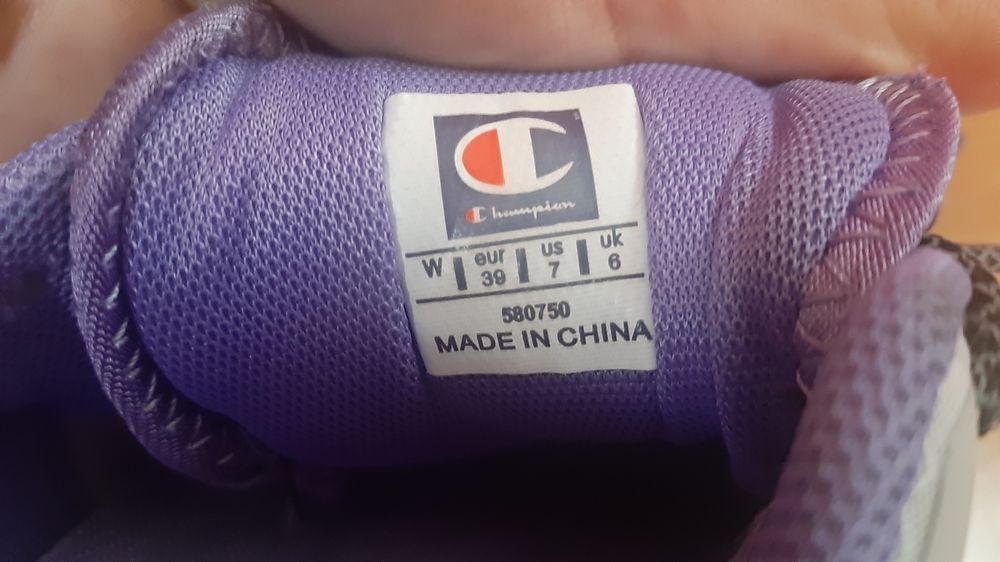 Champion
W | eur 39 | us 7 | uk 6
580750
MADE IN CHINA